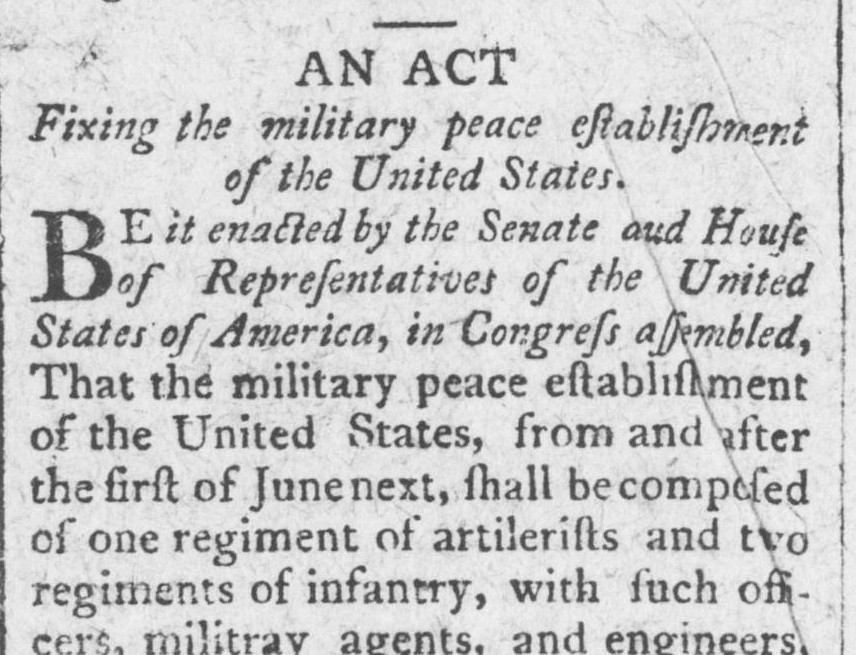 AN ACT
Fixing the military peace eſtabliſhment
of the United States.
BE it enacted by the Senate aud Houſe
of Repreſentatives of the United
States of America, in Congreſs aſſembled,
That the military peace eſtabliſhment
of the United States, from and after
the firſt of June next, ſhall be compoſed
of one regiment of artileriſts and two
regiments of infantry, with ſuch offi-
cers, militray agents, and engineers,